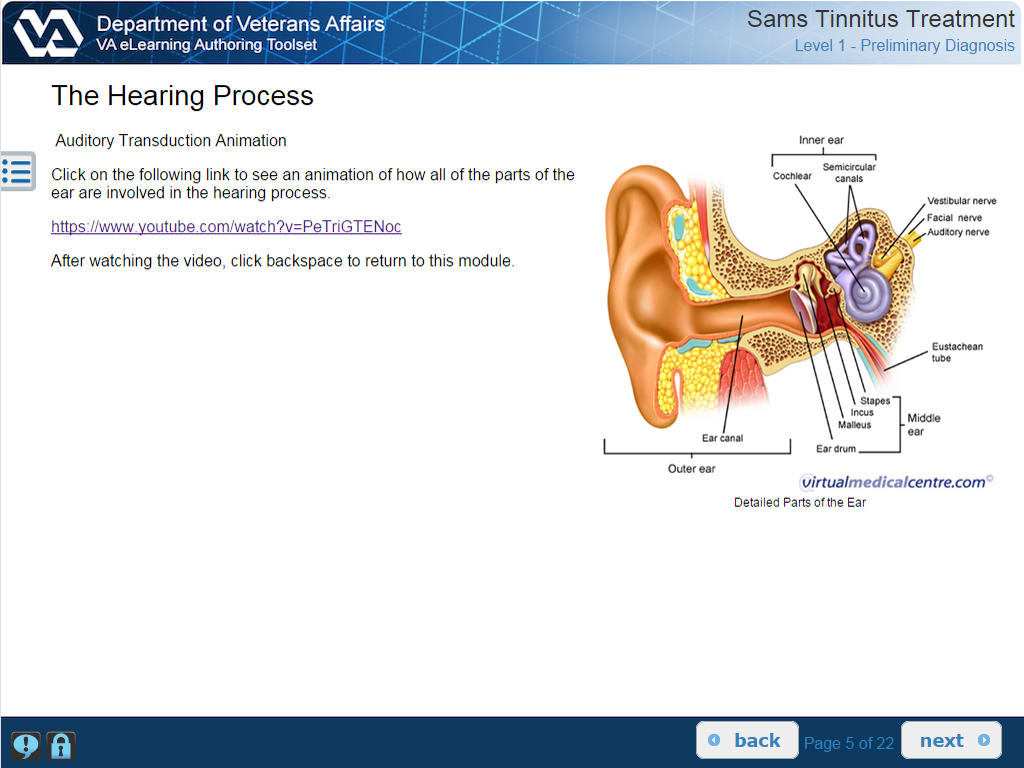 VA
Department of Veterans Affairs
VA eLearning Authoring Toolset
Sams Tinnitus Treatment
Level 1 - Preliminary Diagnosis
The Hearing Process
Auditory Transduction Animation
Click on the following link to see an animation of how all of the parts of the
ear are involved in the hearing process.
https://www.youtube.com/watch?v=PeTriGTENoc
After watching the video, click backspace to return to this module.
Inner ear
Cochlear
Semicircular
canals
Vestibular nerve
Facial nerve
Auditory nerve
Eustachean
tube
Stapes
Incus
Malleus
Ear drum
Middle
ear
Ear canal
Outer ear
virtualmedicalcentre.com©
Detailed Parts of the Ear
back
Page 5 of 22
next